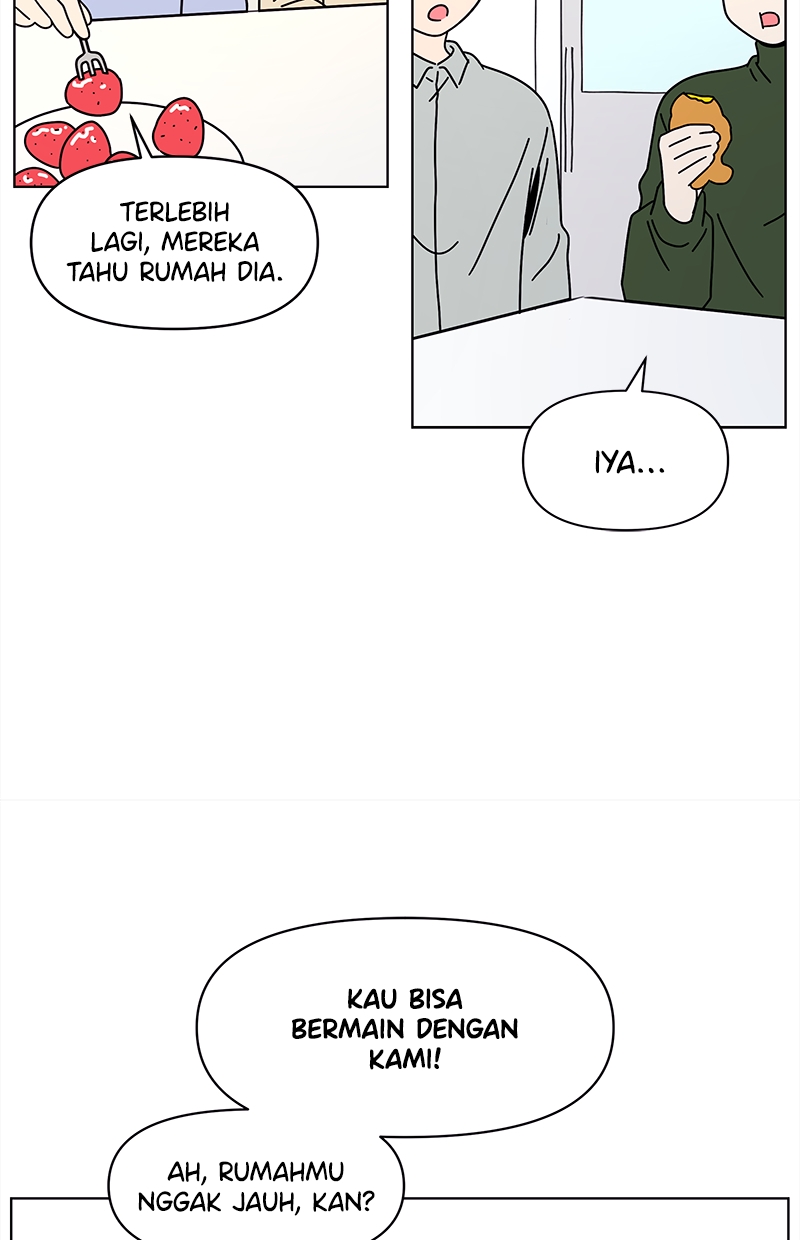 TERLEBIH
LAGI, MEREKA
TAHU RUMAH DIA.
IYA...
KAU BISA
BERMAIN DENGAN
KAMI!
AH, RUMAHMU
NGGAK JAUH, KAN?